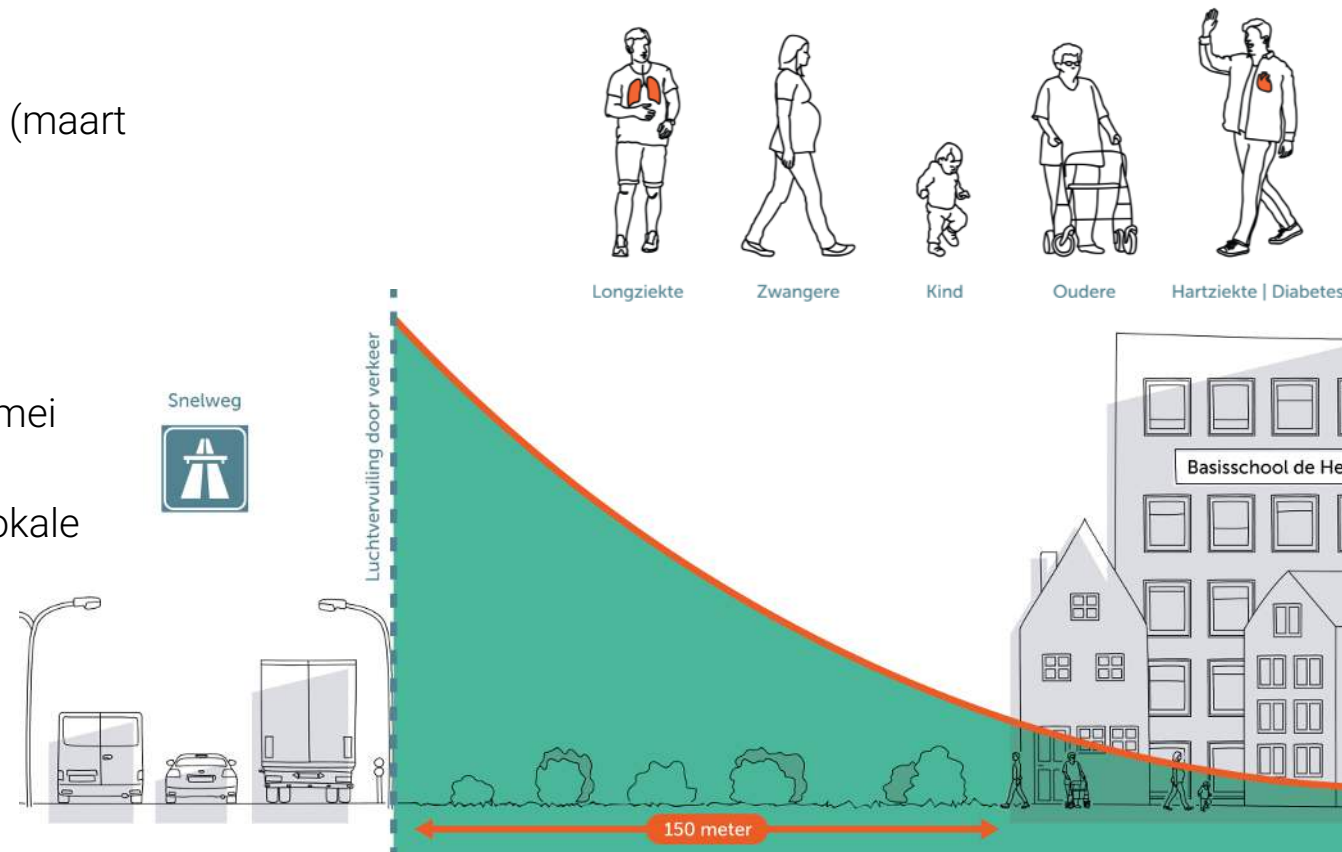 (maart
mei
okale
Longziekte
Zwangere
Kind
Oudere
Hartziekte | Diabetes
Snelweg
Luchtvervuiling door verkeer
Basisschool de He
150 meter